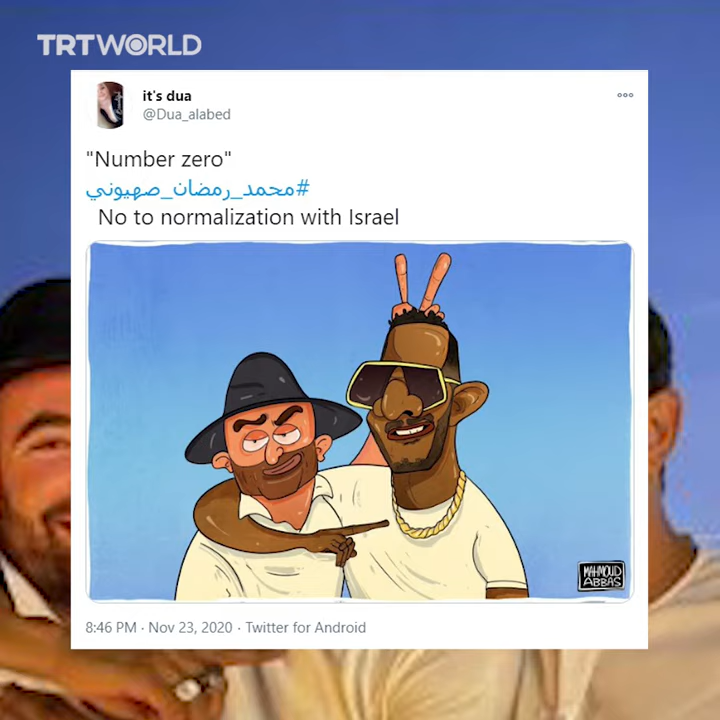 TRTWORLD
it's dua
@Dua_alabed
"Number zero"
#محمد_رمضان_صهيوني
No to normalization with Israel
MAHMOUD
ABBAS
8:46 PM · Nov 23, 2020 · Twitter for Android